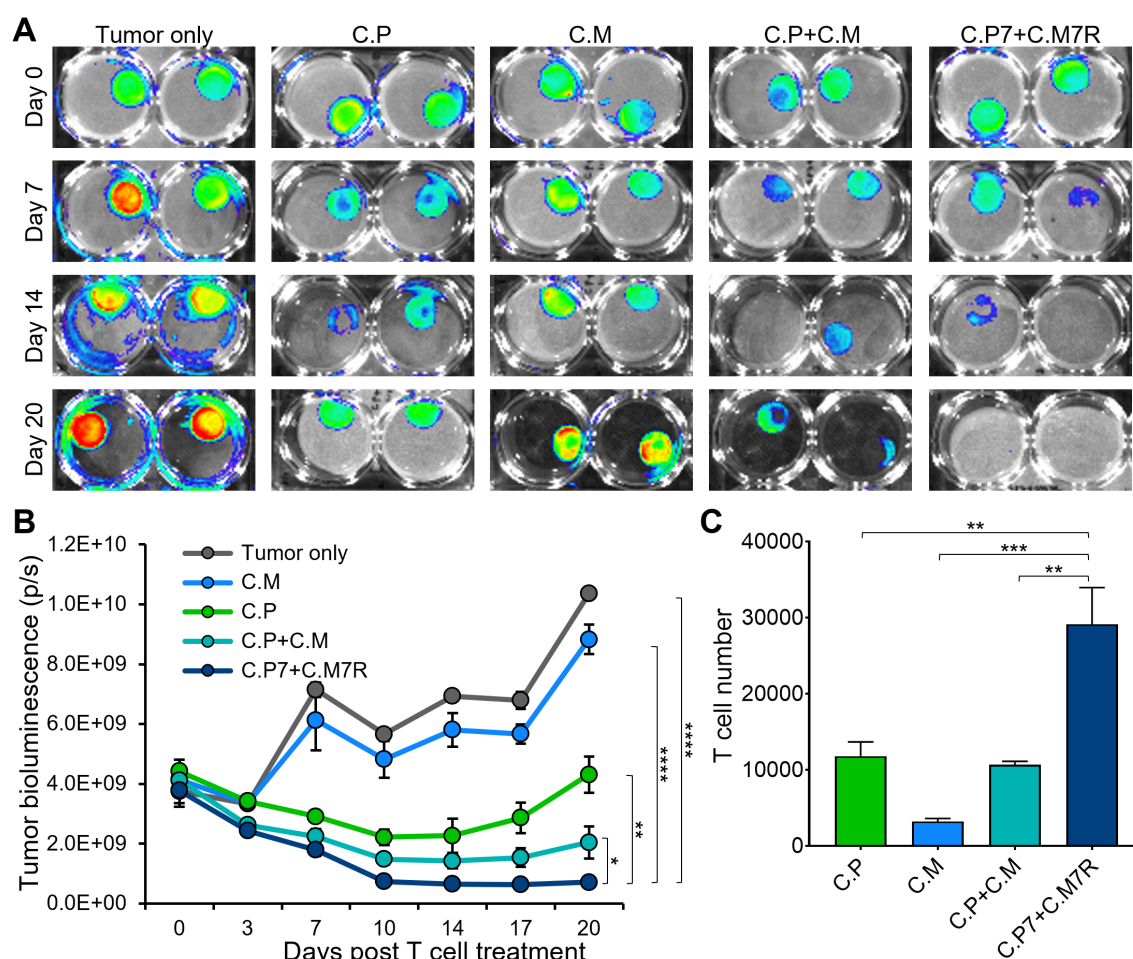 A
Tumor only
C.P
C.M
C.P+C.M
C.P7+C.M7R
Day 0
Day 7
Day 14
Day 20
B
Tumor bioluminescence (p/s)
1.2E+10
1.0E+10
8.0E+09
6.0E+09
4.0E+09
2.0E+09
0.0E+00
Tumor only
C.M
C.P
C.P+C.M
C.P7+C.M7R
0 3 7 10 14 17 20
Days post T cell treatment
*
**
****
****
C
T cell number
40000
30000
20000
10000
0
**
***
**
C.P
C.M
C.P+C.M
C.P7+C.M7R